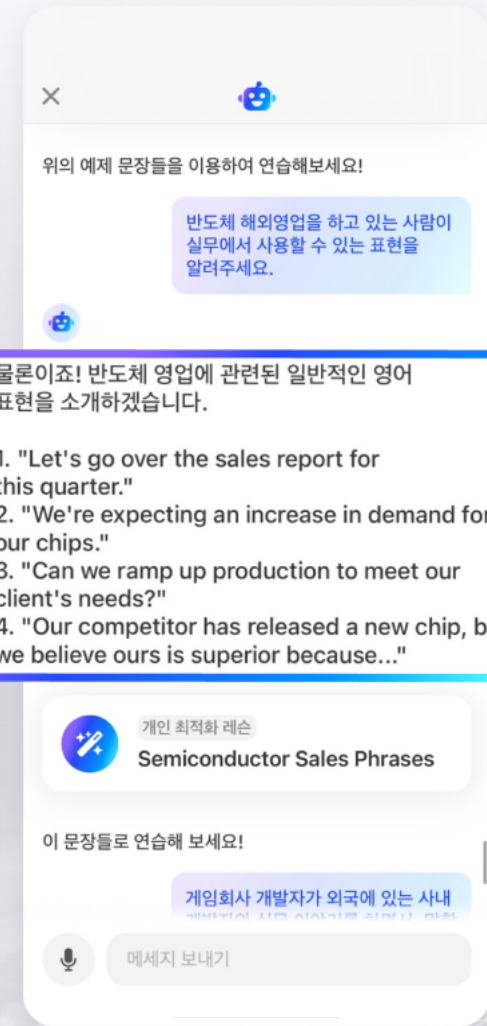 위의 예제 문장들을 이용하여 연습해보세요!
반도체 해외영업을 하고 있는 사람이
실무에서 사용할 수 있는 표현을
알려주세요.
물론이죠! 반도체 영업에 관련된 일반적인 영어
표현을 소개하겠습니다.
1. "Let's go over the sales report for
this quarter."
2. "We're expecting an increase in demand for
our chips."
3. "Can we ramp up production to meet our
client's needs?"
4. "Our competitor has released a new chip, b
we believe ours is superior because..."
개인 최적화 레슨
Semiconductor Sales Phrases
이 문장들로 연습해 보세요!
게임회사 개발자가 외국에 있는 사내
메세지 보내기